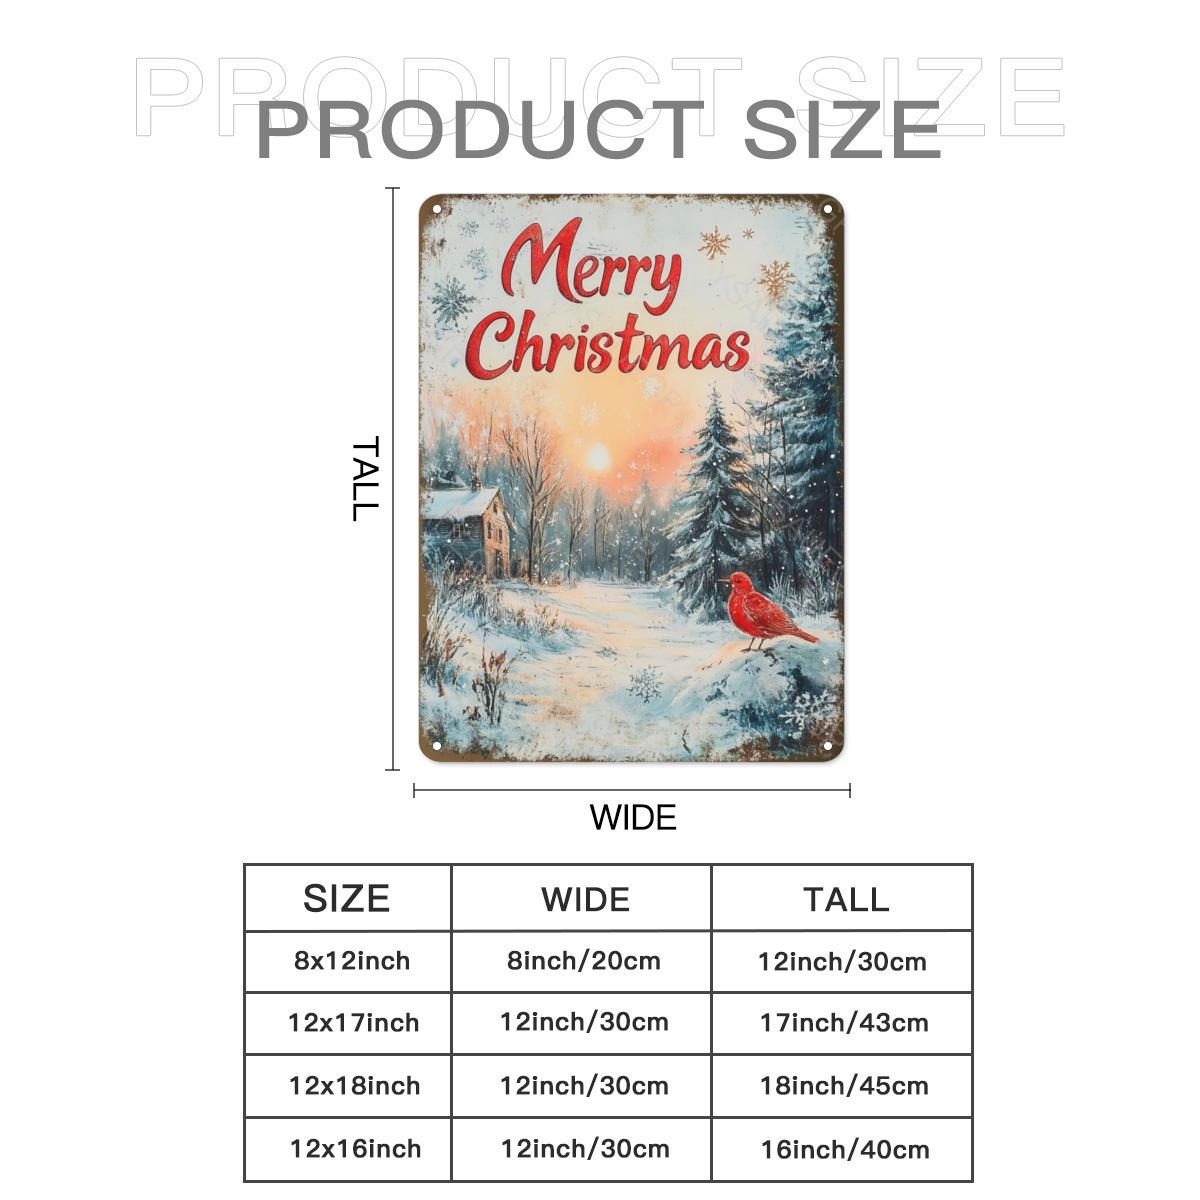 PRODUCT SIZE
PRODUCT SIZE
Merry
Christmas
TALL
WIDE
SIZE WIDE TALL
8x12inch 8inch/20cm 12inch/30cm
12x17inch 12inch/30cm 17inch/43cm
12x18inch 12inch/30cm 18inch/45cm
12x16inch 12inch/30cm 16inch/40cm